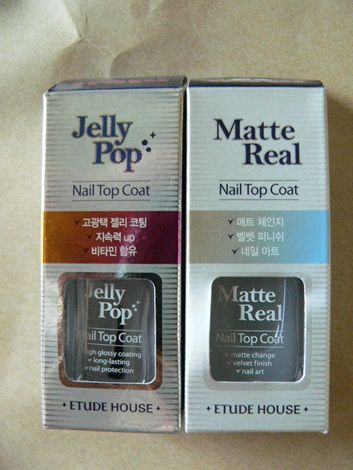 Jelly
Pop
Nail Top Coat
고광택 젤리 코팅
지속력 up
비타민 함유
Jelly
Pop
Nail Top Coat
high glossy coating
long-lasting
nail protection
ETUDE HOUSE
Matte
Real
Nail Top Coat
매트 체인지
벨벳 피니쉬
네일 아트
Matte
Real
Nail Top Coat
matte change
velvet finish
nail art
ETUDE HOUSE